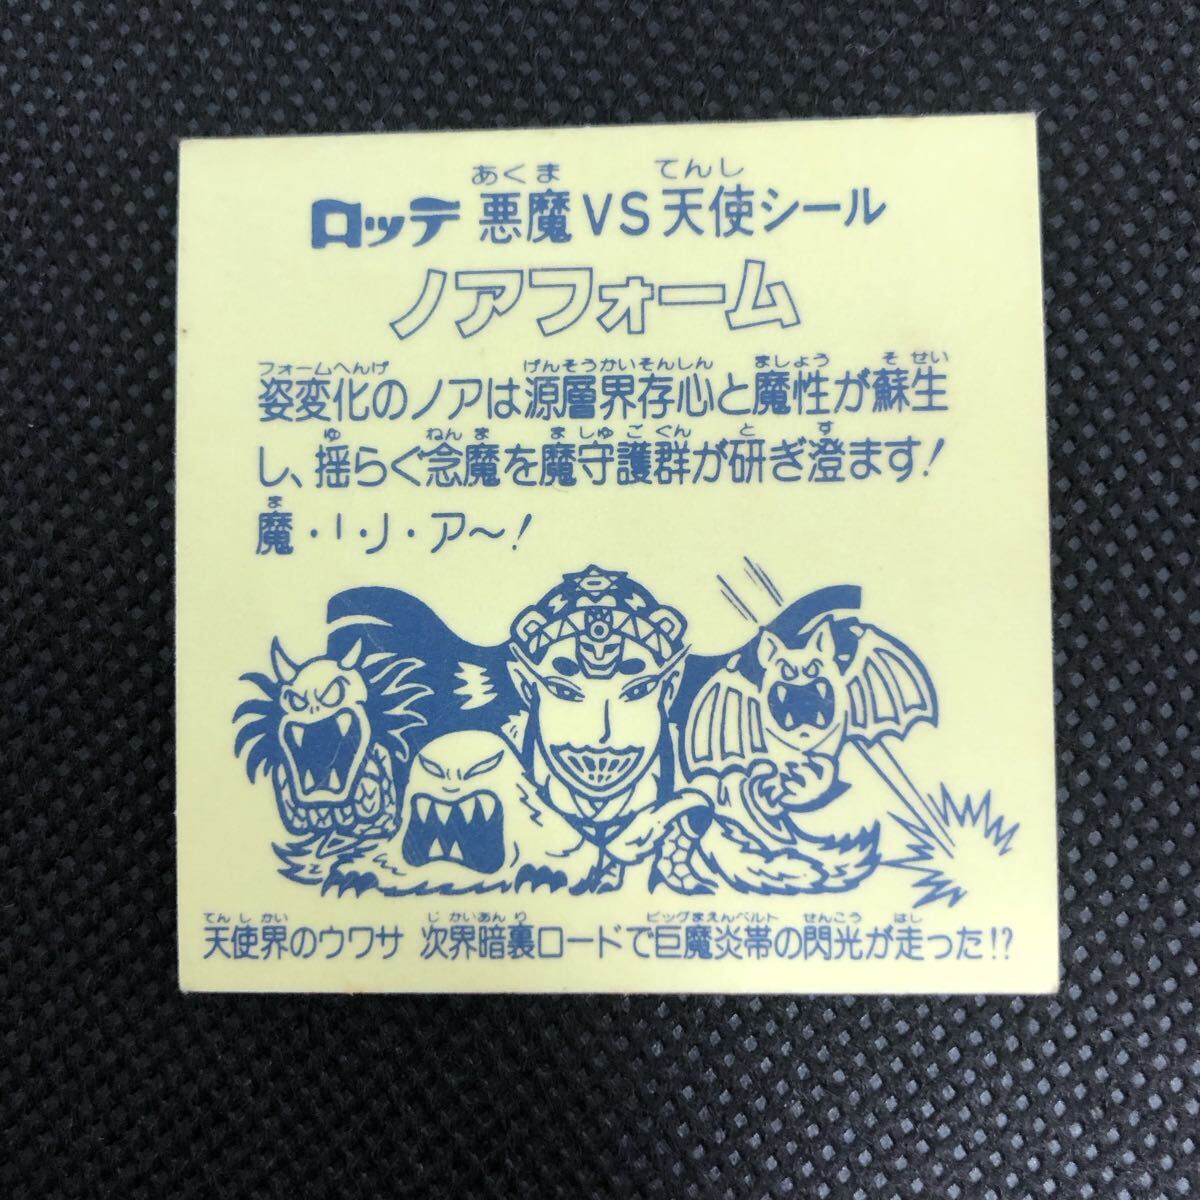 あくま てんし
ロッテ 悪魔VS天使シール
ノアフォーム
フォームへんげ げんそうかいそんしん ましょう そせい
姿変化のノアは源層界存心と魔性が蘇生
ゆ ねんま ましゅごぐん と す
し、揺らぐ念魔を魔守護群が研ぎ澄ます!
ま
魔・I・J・ア〜!
てんしかい じかいあんり ビッグまえんベルト せんこう はし
天使界のウワサ 次界暗裏ロードで巨魔炎帯の閃光が走った!?